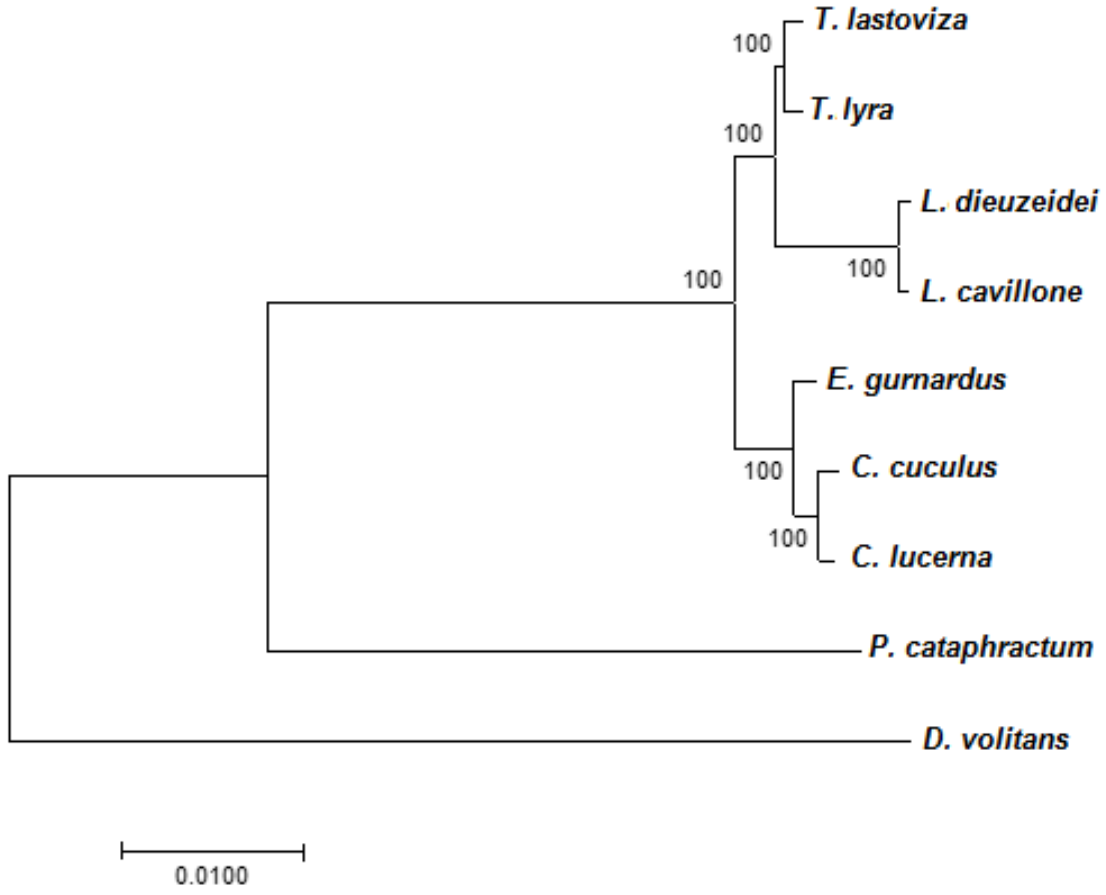 T. lastoviza
100
T. lyra
100
L. dieuzeidei
100
L. cavillone
100
E. gurnardus
C. cuculus
100
100
C. lucerna
P. cataphractum
D. volitans
0.0100